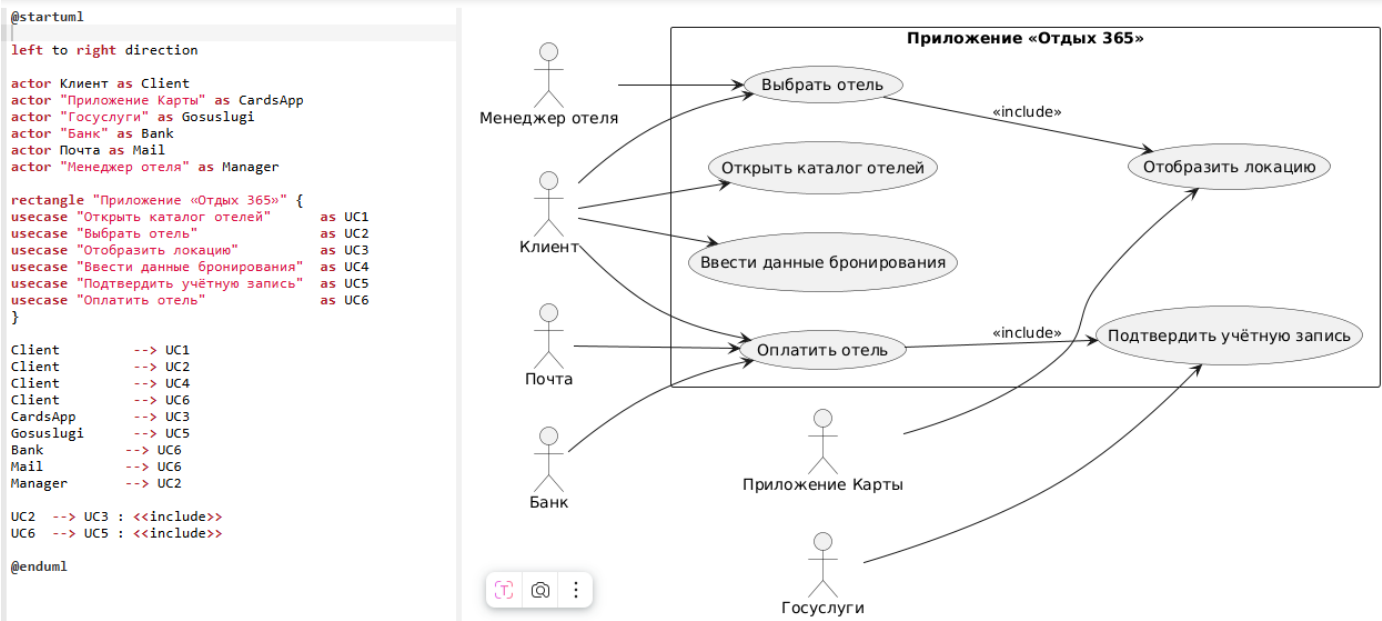 @startuml
left to right direction
actor Клиент as Client
actor "Приложение Карты" as CardsApp
actor "Госуслуги" as Gosuslugi
actor "Банк" as Bank
actor Почта as Mail
actor "Менеджер отеля" as Manager
rectangle "Приложение «Отдых 365»" {
usecase "Открыть каталог отелей" as UC1
usecase "Выбрать отель" as UC2
usecase "Отобразить локацию" as UC3
usecase "Ввести данные бронирования" as UC4
usecase "Подтвердить учётную запись" as UC5
usecase "Оплатить отель" as UC6
}
Client --> UC1
Client --> UC2
Client --> UC4
Client --> UC6
CardsApp --> UC3
Gosuslugi --> UC5
Bank --> UC6
Mail --> UC6
Manager --> UC2
UC2 --> UC3 : <<include>>
UC6 --> UC5 : <<include>>
@enduml
Приложение «Отдых 365»
Менеджер отеля
Выбрать отель
«include»
Отобразить локацию
Открыть каталог отелей
Клиент
Ввести данные бронирования
Почта
Оплатить отель
«include»
Подтвердить учётную запись
Банк
Приложение Карты
Госуслуги